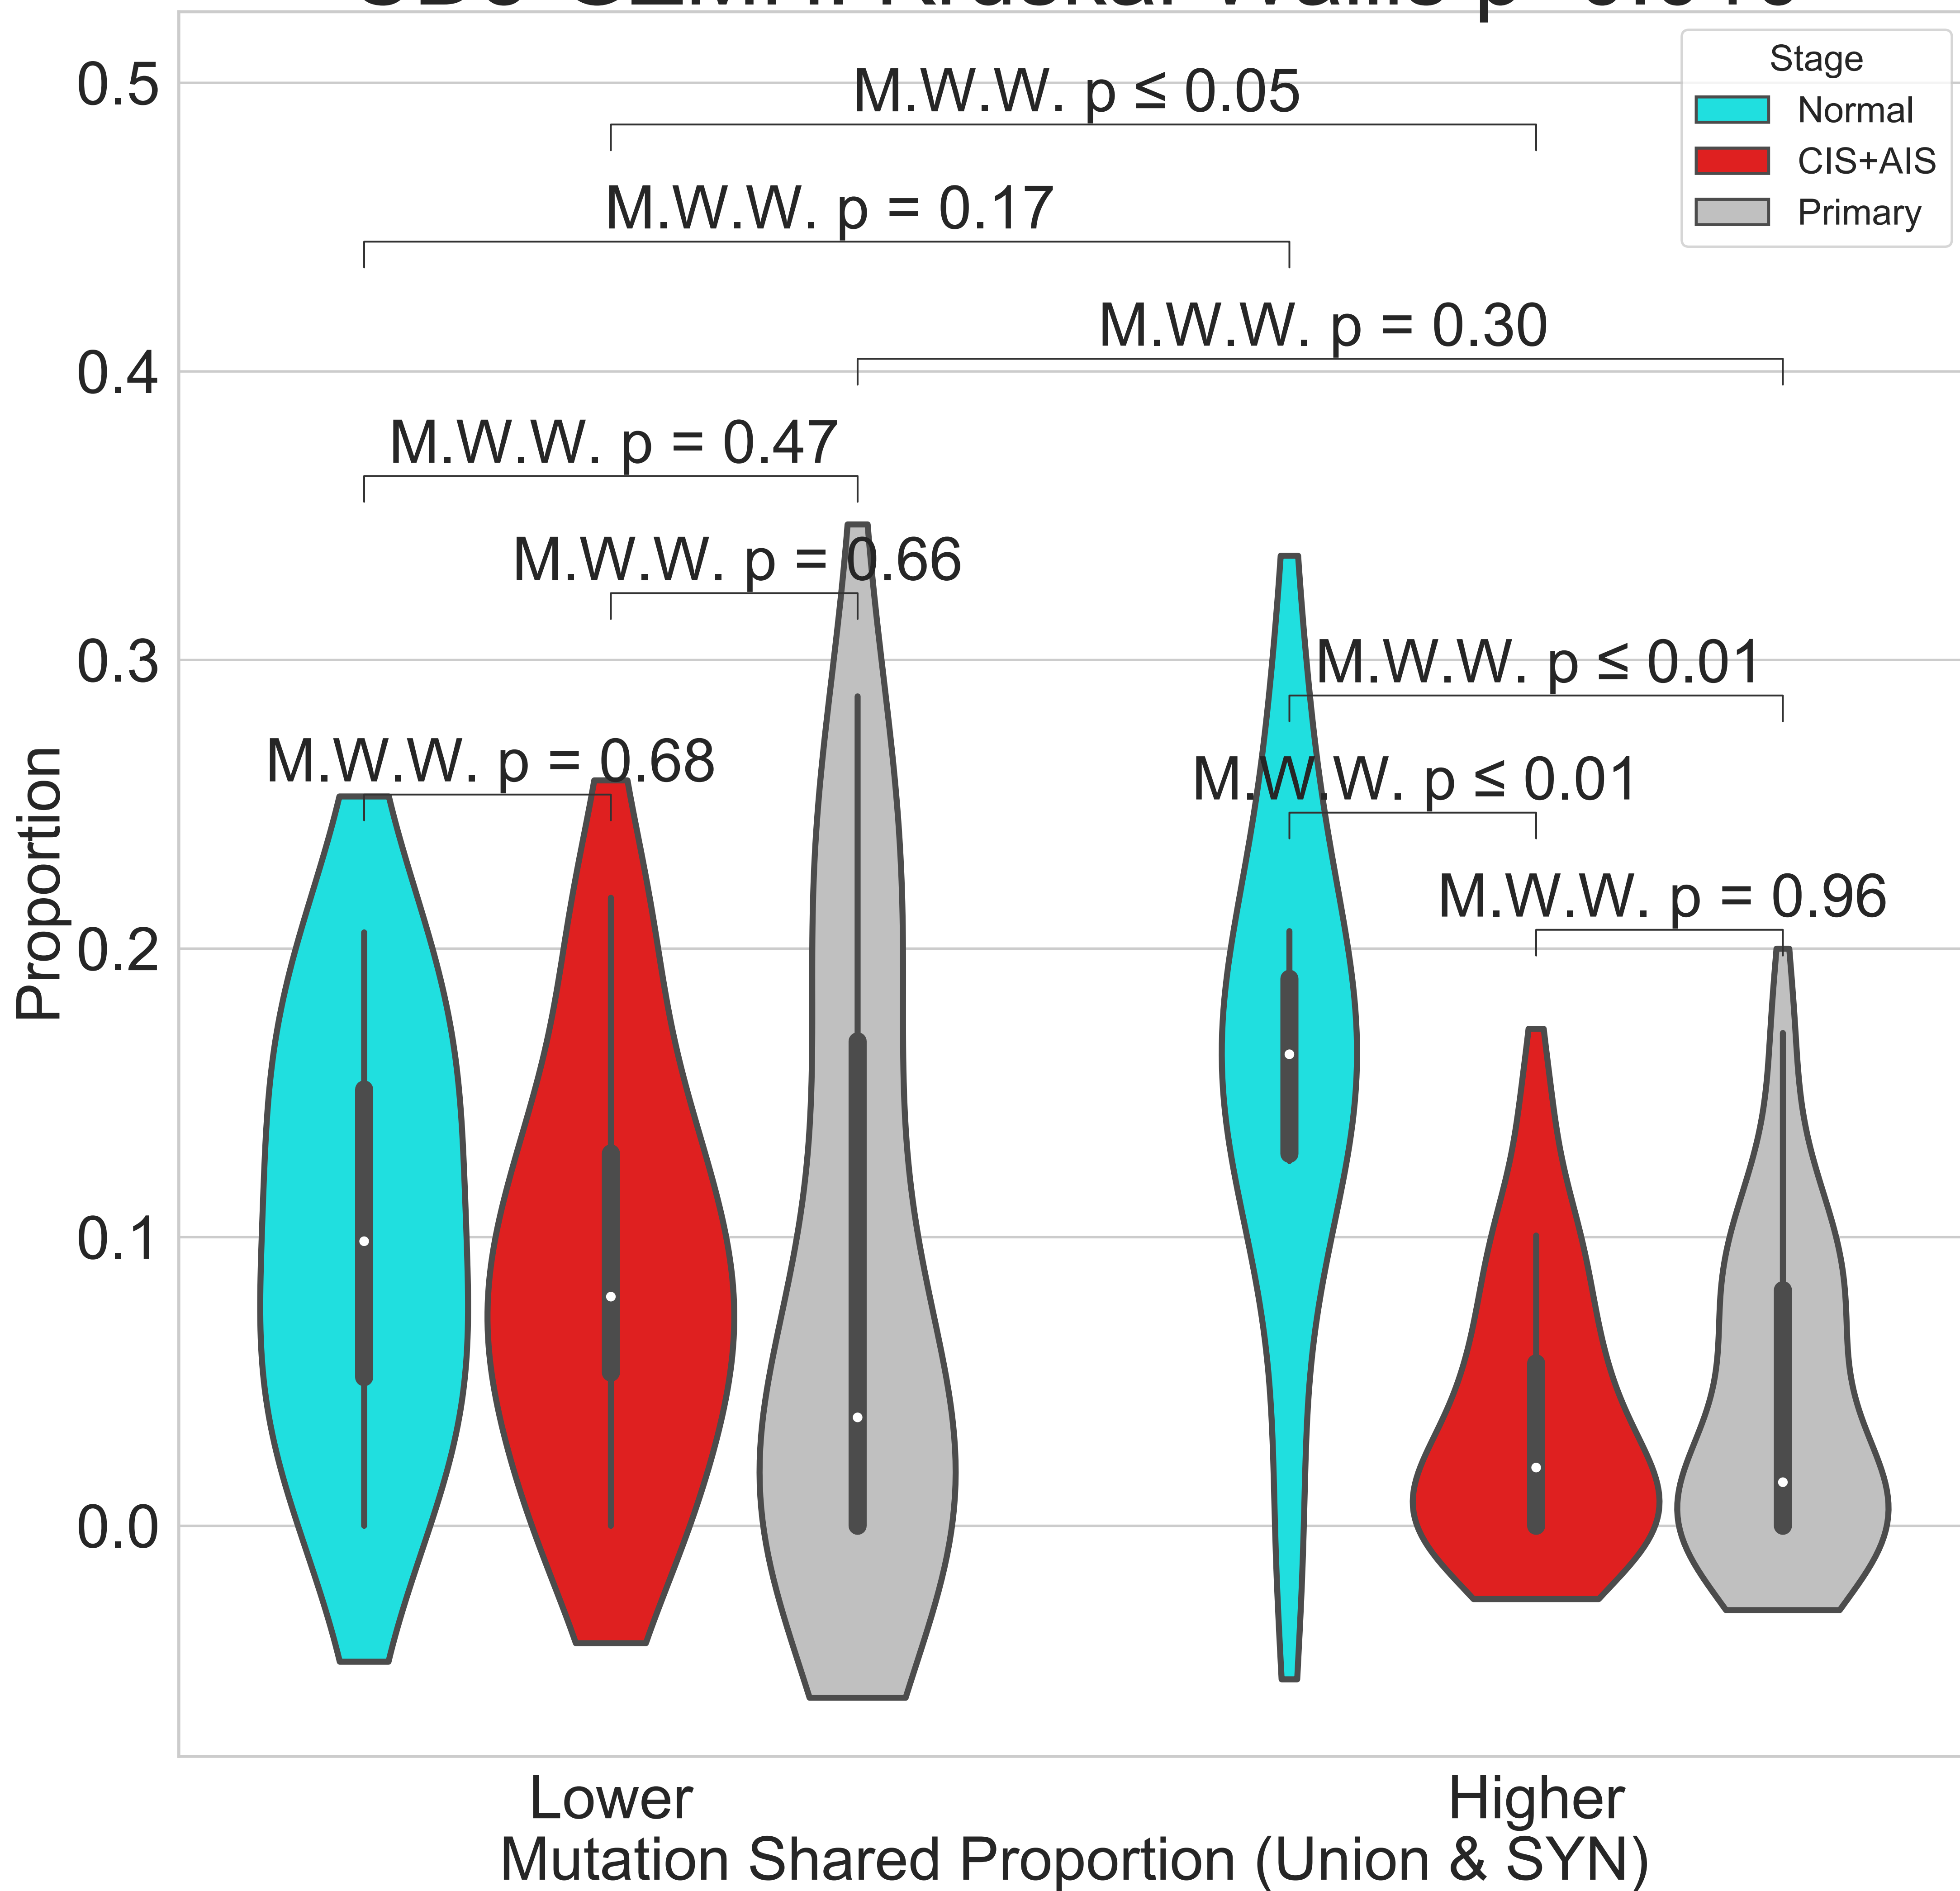 0.5
0.4
0.3
0.2
0.1
0.0
Proportion
Stage
Normal
CIS+AIS
Primary
M.W.W. p ≤ 0.05
M.W.W. p = 0.17
M.W.W. p = 0.30
M.W.W. p = 0.47
M.W.W. p = 0.66
M.W.W. p ≤ 0.01
M.W.W. p = 0.68
M.W.W. p ≤ 0.01
M.W.W. p = 0.96
Lower
Higher
Mutation Shared Proportion (Union & SYN)